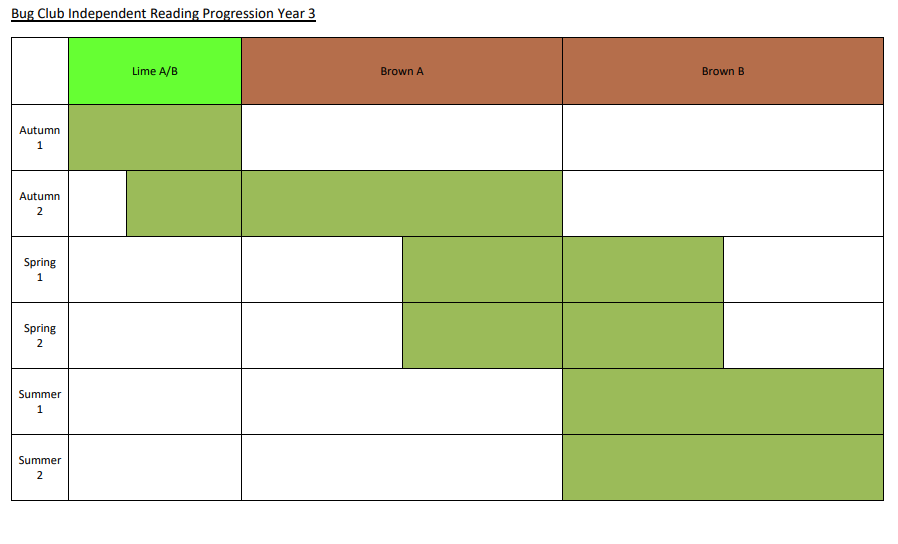 Bug Club Independent Reading Progression Year 3
Lime A/B
Brown A
Brown B
Autumn
1
Autumn
2
Spring
1
Spring
2
Summer
1
Summer
2